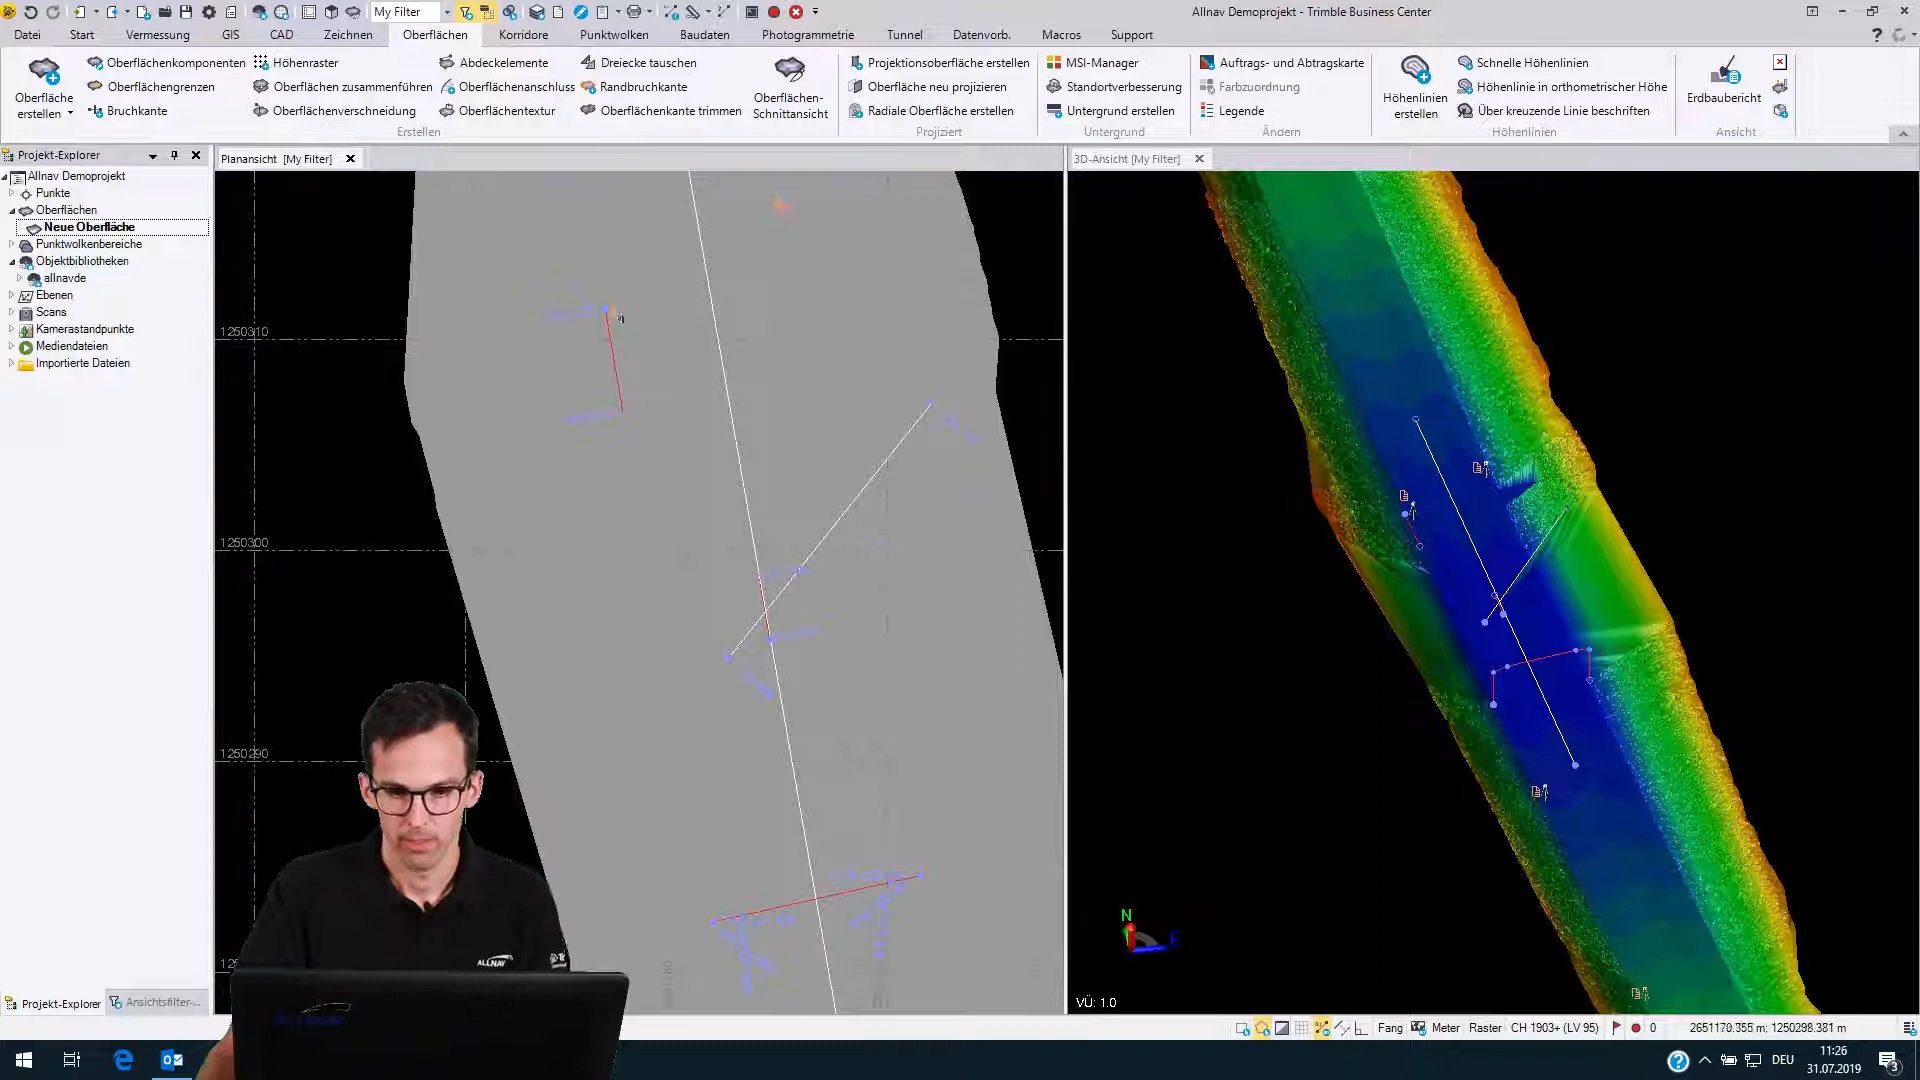 My Filter
Allnav Demoprojekt - Trimble Business Center
Datei
Start
Vermessung
GIS
CAD
Zeichnen
Oberflächen
Korridore
Punktwolken
Baudaten
Photogrammetrie
Tunnel
Datenvorb.
Macros
Support
Oberfläche erstellen
Oberflächenkomponenten
Oberflächengrenzen
Bruchkante
Höhenraster
Oberflächen zusammenführen
Oberflächenverschneidung
Abdeckelemente
Oberflächenanschluss
Oberflächentextur
Dreiecke tauschen
Randbruchkante
Oberflächenkante trimmen
Oberflächen-Schnittansicht
Erstellen
Projektionsoberfläche erstellen
Oberfläche neu projizieren
Radiale Oberfläche erstellen
Projiziert
MSI-Manager
Standortverbesserung
Untergrund erstellen
Untergrund
Auftrags- und Abtragskarte
Farbzuordnung
Legende
Ändern
Höhenlinien erstellen
Schnelle Höhenlinien
Höhenlinie in orthometrischer Höhe
Über kreuzende Linie beschriften
Höhenlinien
Erdbaubericht
Ansicht
Projekt-Explorer
Allnav Demoprojekt
Punkte
Oberflächen
Neue Oberfläche
Punktwolkenbereiche
Objektbibliotheken
allnavde
Ebenen
Scans
Kamerastandpunkte
Mediendateien
Importierte Dateien
Planansicht [My Filter]
3D-Ansicht [My Filter]
1250310
1250300
1250290
N
E
VÜ: 1.0
ALLNAV
Projekt-Explorer
Ansichtsfilter-...
Fang
Meter
Raster
CH 1903+ (LV 95)
0
2651170.355 m; 1250298.381 m
DEU
11:26
31.07.2019
3